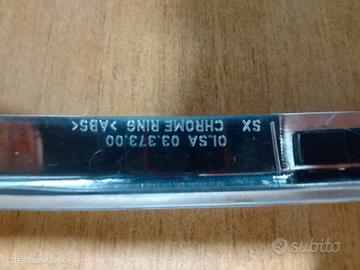 OLSA 03.373.00
CHROME RING >ABS<
SX
subito